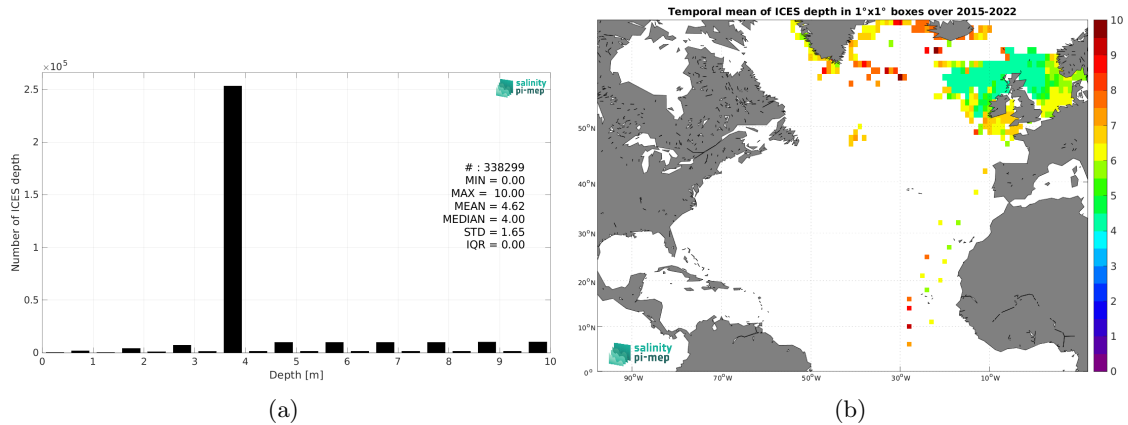 ×10⁵
2.5
2
1.5
1
0.5
0
Number of ICES depth
salinity
pi-mep
# : 338299
MIN = 0.00
MAX = 10.00
MEAN = 4.62
MEDIAN = 4.00
STD = 1.65
IQR = 0.00
0 1 2 3 4 5 6 7 8 9 10
Depth [m]
(a)
Temporal mean of ICES depth in 1°x1° boxes over 2015-2022
50°N
40°N
30°N
20°N
10°N
0°N
90°W 70°W 50°W 30°W 10°W
salinity
pi-mep
10
9
8
7
6
5
4
3
2
1
0
(b)